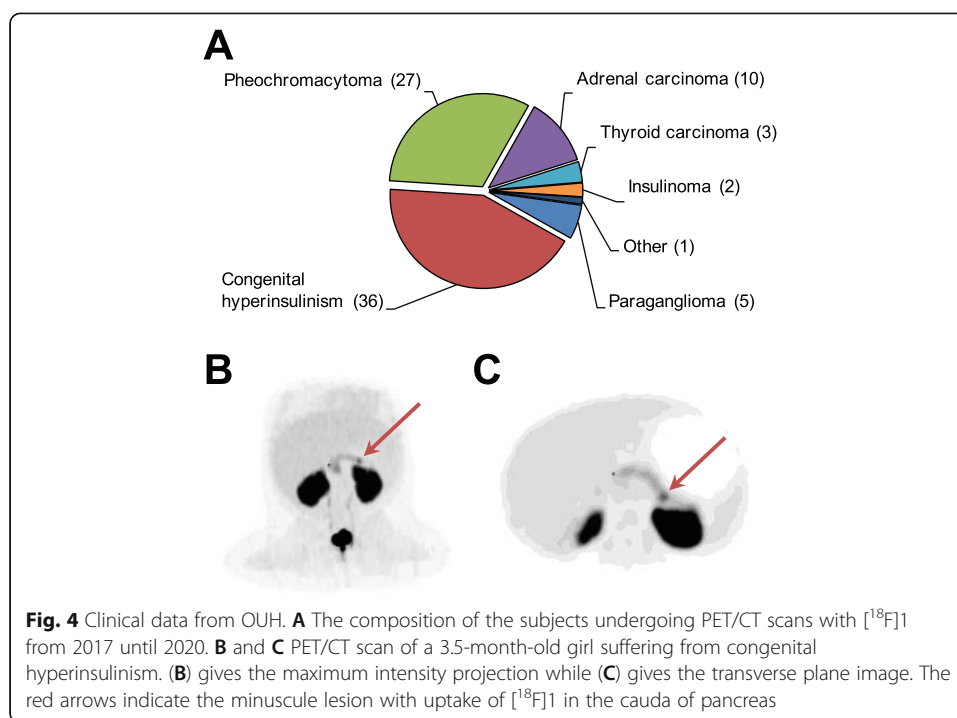 A
Pheochromacytoma (27)
Adrenal carcinoma (10)
Thyroid carcinoma (3)
Insulinoma (2)
Other (1)
Paraganglioma (5)
Congenital
hyperinsulinism (36)
B
C
Fig. 4 Clinical data from OUH. A The composition of the subjects undergoing PET/CT scans with [¹⁸F]1
from 2017 until 2020. B and C PET/CT scan of a 3.5-month-old girl suffering from congenital
hyperinsulinism. (B) gives the maximum intensity projection while (C) gives the transverse plane image. The
red arrows indicate the minuscule lesion with uptake of [¹⁸F]1 in the cauda of pancreas